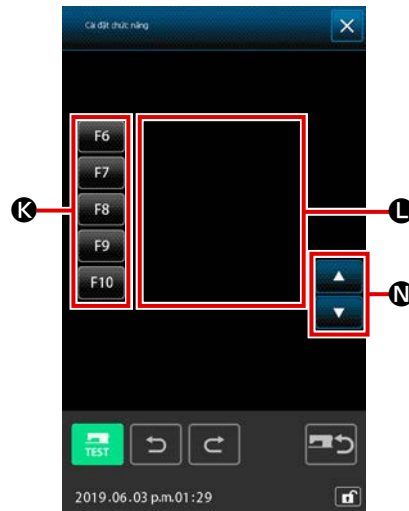 Cài đặt chức năng
F6
F7
K
F8
L
F9
F10
N
TEST
2019.06.03 p.m.01:29